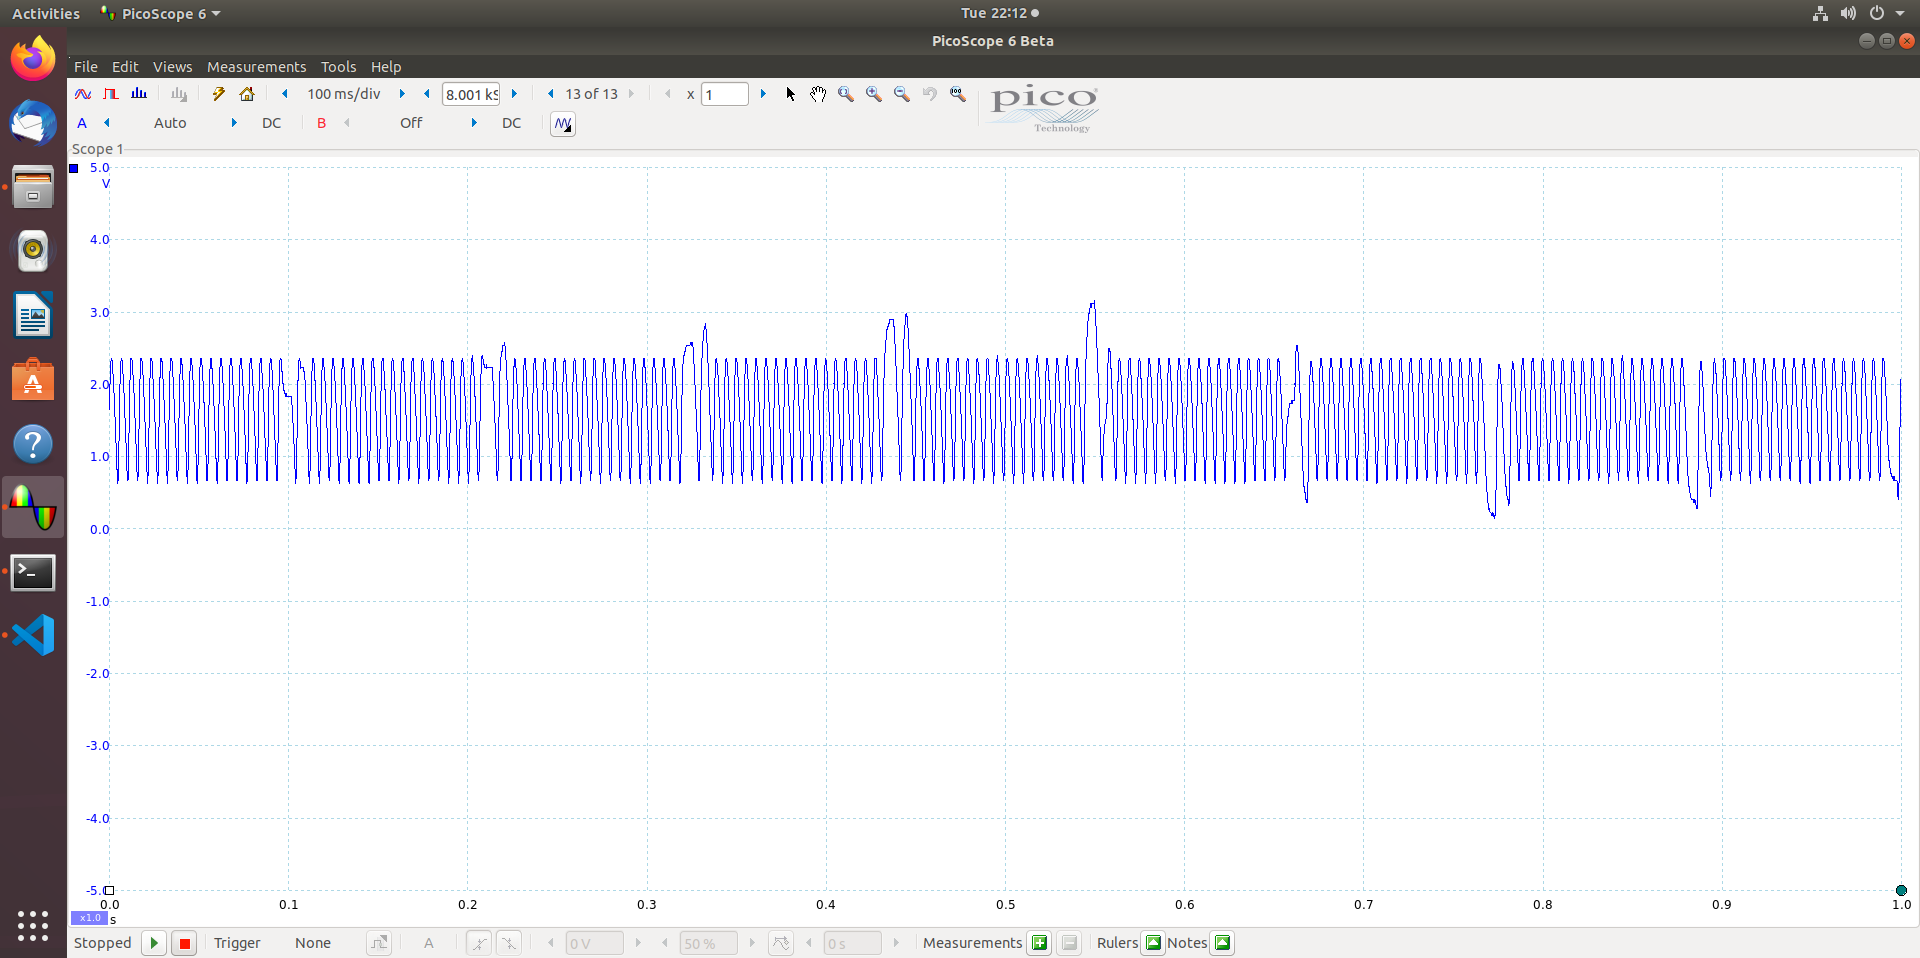 Activities PicoScope 6 Tue 22:12
PicoScope 6 Beta
File Edit Views Measurements Tools Help
100 ms/div 8.001 kS 13 of 13 x 1
pico
Technology
A Auto DC B Off DC
Scope 1
5.0
V
4.0
3.0
2.0
1.0
0.0
-1.0
-2.0
-3.0
-4.0
-5.0
0.0 0.1 0.2 0.3 0.4 0.5 0.6 0.7 0.8 0.9 1.0
x1.0 s
Stopped Trigger None A 0 V 50 % 0 s Measurements Rulers Notes